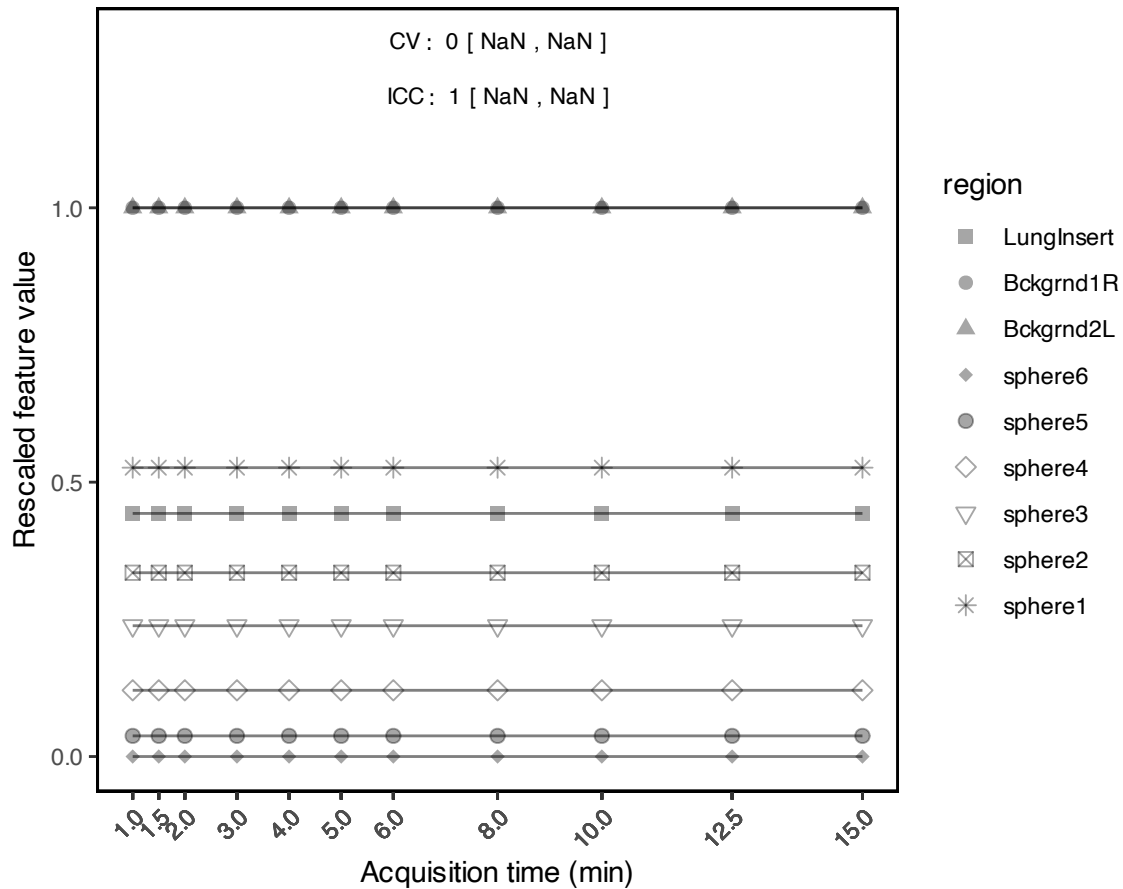 CV : 0 [ NaN , NaN ]
ICC : 1 [ NaN , NaN ]
Rescaled feature value
1.0
0.5
0.0
1.0
1.5
2.0
3.0
4.0
5.0
6.0
8.0
10.0
12.5
15.0
Acquisition time (min)
region
LungInsert
Bckgrnd1R
Bckgrnd2L
sphere6
sphere5
sphere4
sphere3
sphere2
sphere1